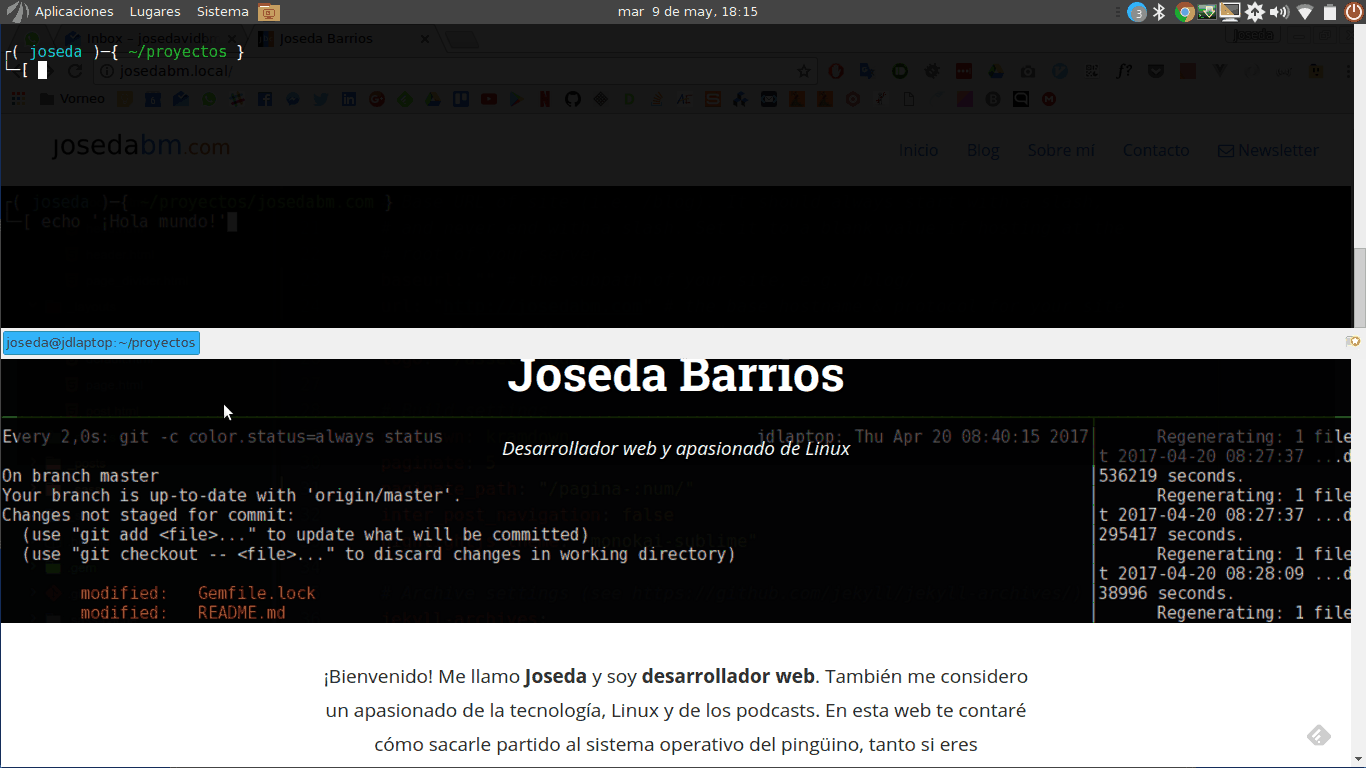 Aplicaciones Lugares Sistema mar 9 de may, 18:15 3
Inbox – josedavidb Joseda Barrios joseda
┌( joseda )─{ ~/proyectos }
└─[
josedabm.local/
Vorneo
josedabm.com
Inicio Blog Sobre mí Contacto Newsletter
┌( joseda )─{ ~/proyectos/josedabm.com }
└─[ echo '¡Hola mundo!'
joseda@jdlaptop:~/proyectos
Joseda Barrios
Every 2,0s: git -c color.status=always status jdlaptop: Thu Apr 20 08:40:15 2017
Desarrollador web y apasionado de Linux
On branch master
Your branch is up-to-date with 'origin/master'.
Changes not staged for commit:
(use "git add <file>..." to update what will be committed)
(use "git checkout -- <file>..." to discard changes in working directory)
modified: Gemfile.lock
modified: README.md
Regenerating: 1 file
t 2017-04-20 08:27:37 ...d
536219 seconds.
Regenerating: 1 file
t 2017-04-20 08:27:37 ...d
295417 seconds.
Regenerating: 1 file
t 2017-04-20 08:28:09 ...d
38996 seconds.
Regenerating: 1 file
path: "/pagina-:num/"
post_navigation: false
¡Bienvenido! Me llamo Joseda y soy desarrollador web. También me considero
un apasionado de la tecnología, Linux y de los podcasts. En esta web te contaré
cómo sacarle partido al sistema operativo del pingüino, tanto si eres